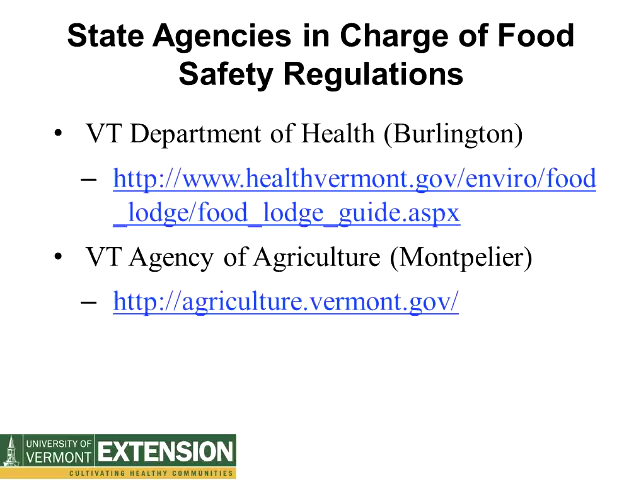 State Agencies in Charge of Food
Safety Regulations
• VT Department of Health (Burlington)
– http://www.healthvermont.gov/enviro/food
_lodge/food_lodge_guide.aspx
• VT Agency of Agriculture (Montpelier)
– http://agriculture.vermont.gov/
UNIVERSITY OF
VERMONT EXTENSION
CULTIVATING HEALTHY COMMUNITIES